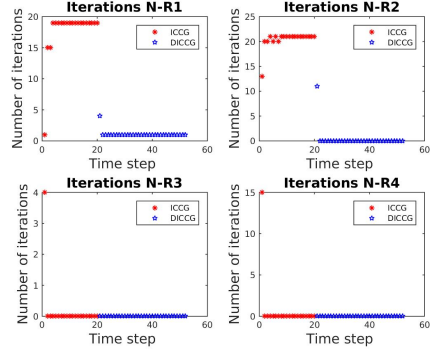 Iterations N-R1
Number of iterations
20
15
10
5
0
0 20 40 60
Time step
ICCG
DICCG
Iterations N-R2
Number of iterations
25
20
15
10
5
0
0 20 40 60
Time step
ICCG
DICCG
Iterations N-R3
Number of iterations
4
3
2
1
0
0 20 40 60
Time step
ICCG
DICCG
Iterations N-R4
Number of iterations
15
10
5
0
0 20 40 60
Time step
ICCG
DICCG